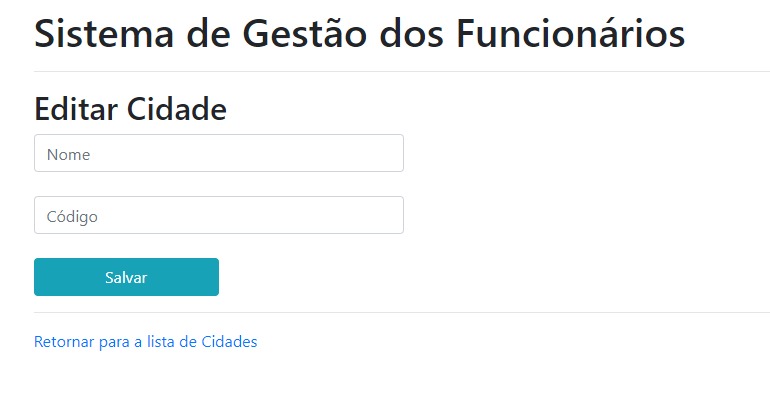 Sistema de Gestão dos Funcionários
Editar Cidade
Nome
Código
Salvar
Retornar para a lista de Cidades